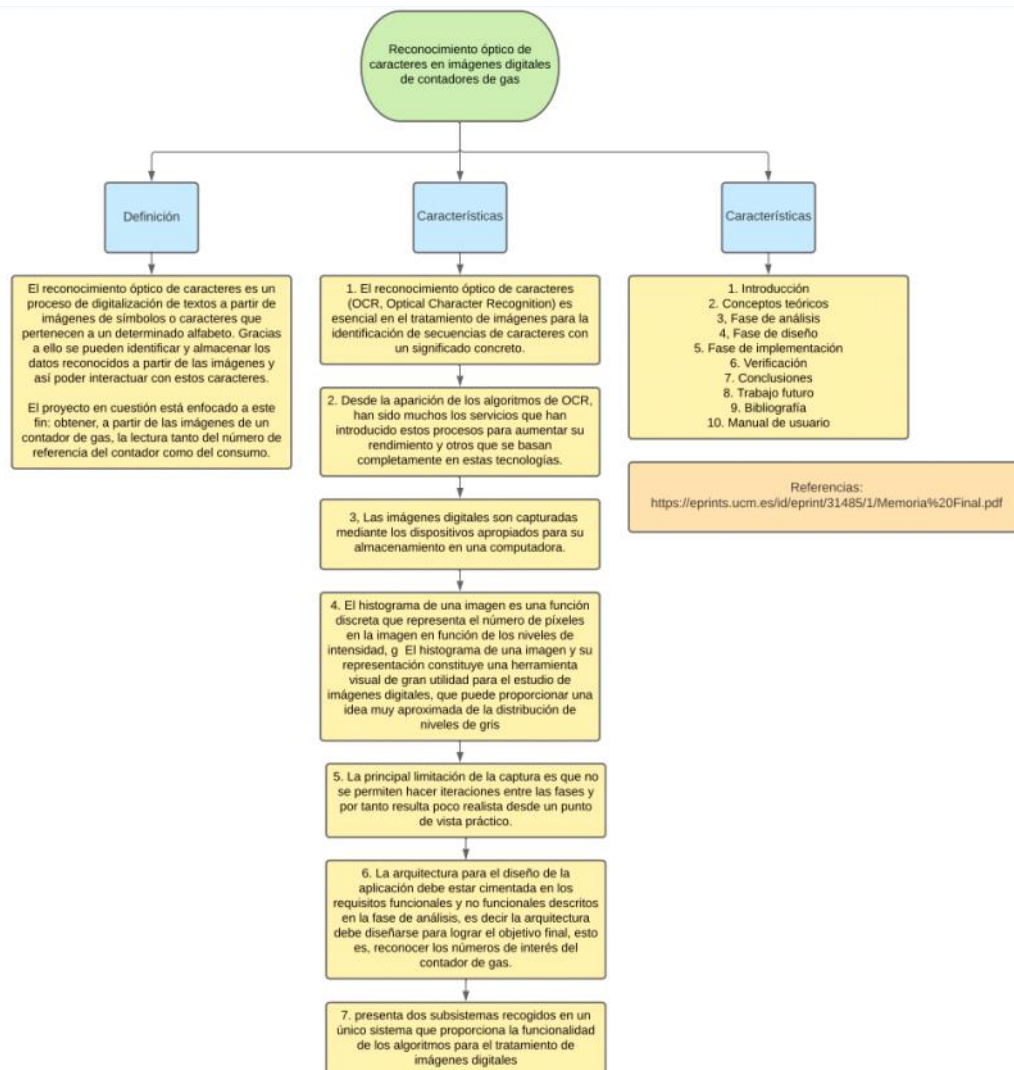 Reconocimiento óptico de
caracteres en imágenes digitales
de contadores de gas
Definición
Características
Características
El reconocimiento óptico de caracteres es un
proceso de digitalización de textos a partir de
imágenes de símbolos o caracteres que
pertenecen a un determinado alfabeto. Gracias
a ello se pueden identificar y almacenar los
datos reconocidos a partir de las imágenes y
así poder interactuar con estos caracteres.
El proyecto en cuestión está enfocado a este
fin: obtener, a partir de las imágenes de un
contador de gas, la lectura tanto del número de
referencia del contador como del consumo.
1. El reconocimiento óptico de caracteres
(OCR, Optical Character Recognition) es
esencial en el tratamiento de imágenes para la
identificación de secuencias de caracteres con
un significado concreto.
2. Desde la aparición de los algoritmos de OCR,
han sido muchos los servicios que han
introducido estos procesos para aumentar su
rendimiento y otros que se basan
completamente en estas tecnologías.
3, Las imágenes digitales son capturadas
mediante los dispositivos apropiados para su
almacenamiento en una computadora.
4. El histograma de una imagen es una función
discreta que representa el número de píxeles
en la imagen en función de los niveles de
intensidad, g El histograma de una imagen y su
representación constituye una herramienta
visual de gran utilidad para el estudio de
imágenes digitales, que puede proporcionar una
idea muy aproximada de la distribución de
niveles de gris
5. La principal limitación de la captura es que no
se permiten hacer iteraciones entre las fases y
por tanto resulta poco realista desde un punto
de vista práctico.
6. La arquitectura para el diseño de la
aplicación debe estar cimentada en los
requisitos funcionales y no funcionales descritos
en la fase de análisis, es decir la arquitectura
debe diseñarse para lograr el objetivo final, esto
es, reconocer los números de interés del
contador de gas.
7. presenta dos subsistemas recogidos en un
único sistema que proporciona la funcionalidad
de los algoritmos para el tratamiento de
imágenes digitales
1. Introducción
2. Conceptos teóricos
3, Fase de análisis
4, Fase de diseño
5. Fase de implementación
6. Verificación
7. Conclusiones
8. Trabajo futuro
9. Bibliografía
10. Manual de usuario
Referencias:
https://eprints.ucm.es/id/eprint/31485/1/Memoria%20Final.pdf